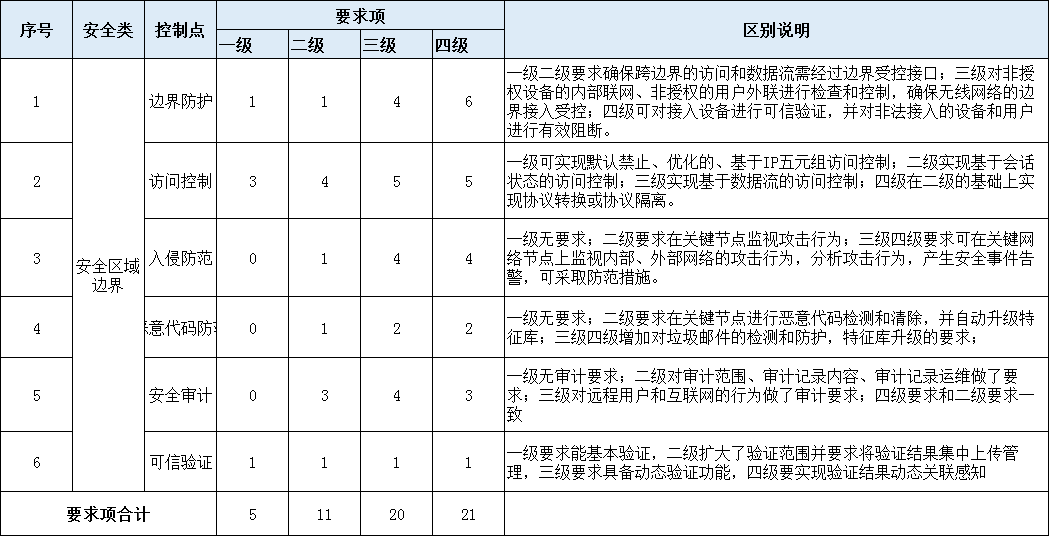 序号 安全类 控制点 要求项 区别说明
一级 二级 三级 四级
1 边界防护 1 1 4 6
一级二级要求确保跨边界的访问和数据流需经过边界受控接口；三级对非授
权设备的内部联网、非授权的用户外联进行检查和控制，确保无线网络的边
界接入受控；四级可对接入设备进行可信验证，并对非法接入的设备和用户
进行有效阻断。
2 访问控制 3 4 5 5
一级可实现默认禁止、优化的、基于IP五元组访问控制；二级实现基于会话
状态的访问控制；三级实现基于数据流的访问控制；四级在二级的基础上实
现协议转换或协议隔离。
安全区域
边界
3 入侵防范 0 1 4 4
一级无要求；二级要求在关键节点监视攻击行为；三级四级要求可在关键网
络节点上监视内部、外部网络的攻击行为，分析攻击行为，产生安全事件告
警，可采取防范措施。
4 意代码防 0 1 2 2
一级无要求；二级要求在关键节点进行恶意代码检测和清除，并自动升级特
征库；三级四级增加对垃圾邮件的检测和防护，特征库升级的要求；
5 安全审计 0 3 4 3
一级无审计要求；二级对审计范围、审计记录内容、审计记录运维做了要
求；三级对远程用户和互联网的行为做了审计要求；四级要求和二级要求一
致
6 可信验证 1 1 1 1
一级要求能基本验证，二级扩大了验证范围并要求将验证结果集中上传管
理，三级要求具备动态验证功能，四级要实现验证结果动态关联感知
要求项合计 5 11 20 21